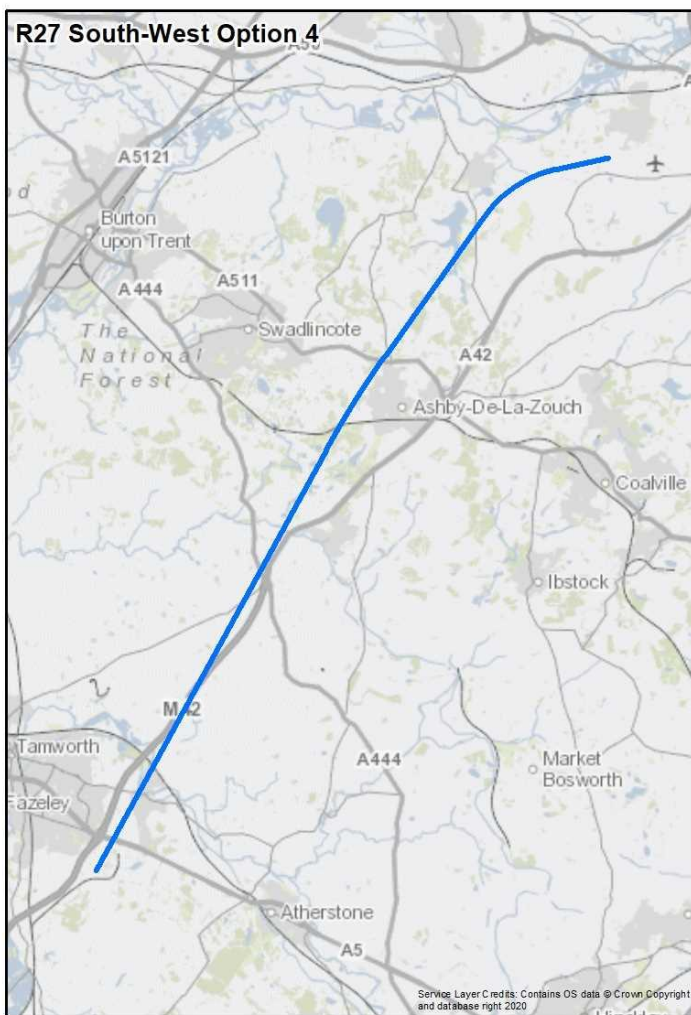 R27 South-West Option 4
A50
A5121
Burton
upon Trent
A511
A444
The
National
Forest
Swadlincote
A42
Ashby-De-La-Zouch
Coalville
Ibstock
M42
Tamworth
Fazeley
A444
Market
Bosworth
Atherstone
A5
Service Layer Credits: Contains OS data © Crown Copyright
and database right 2020